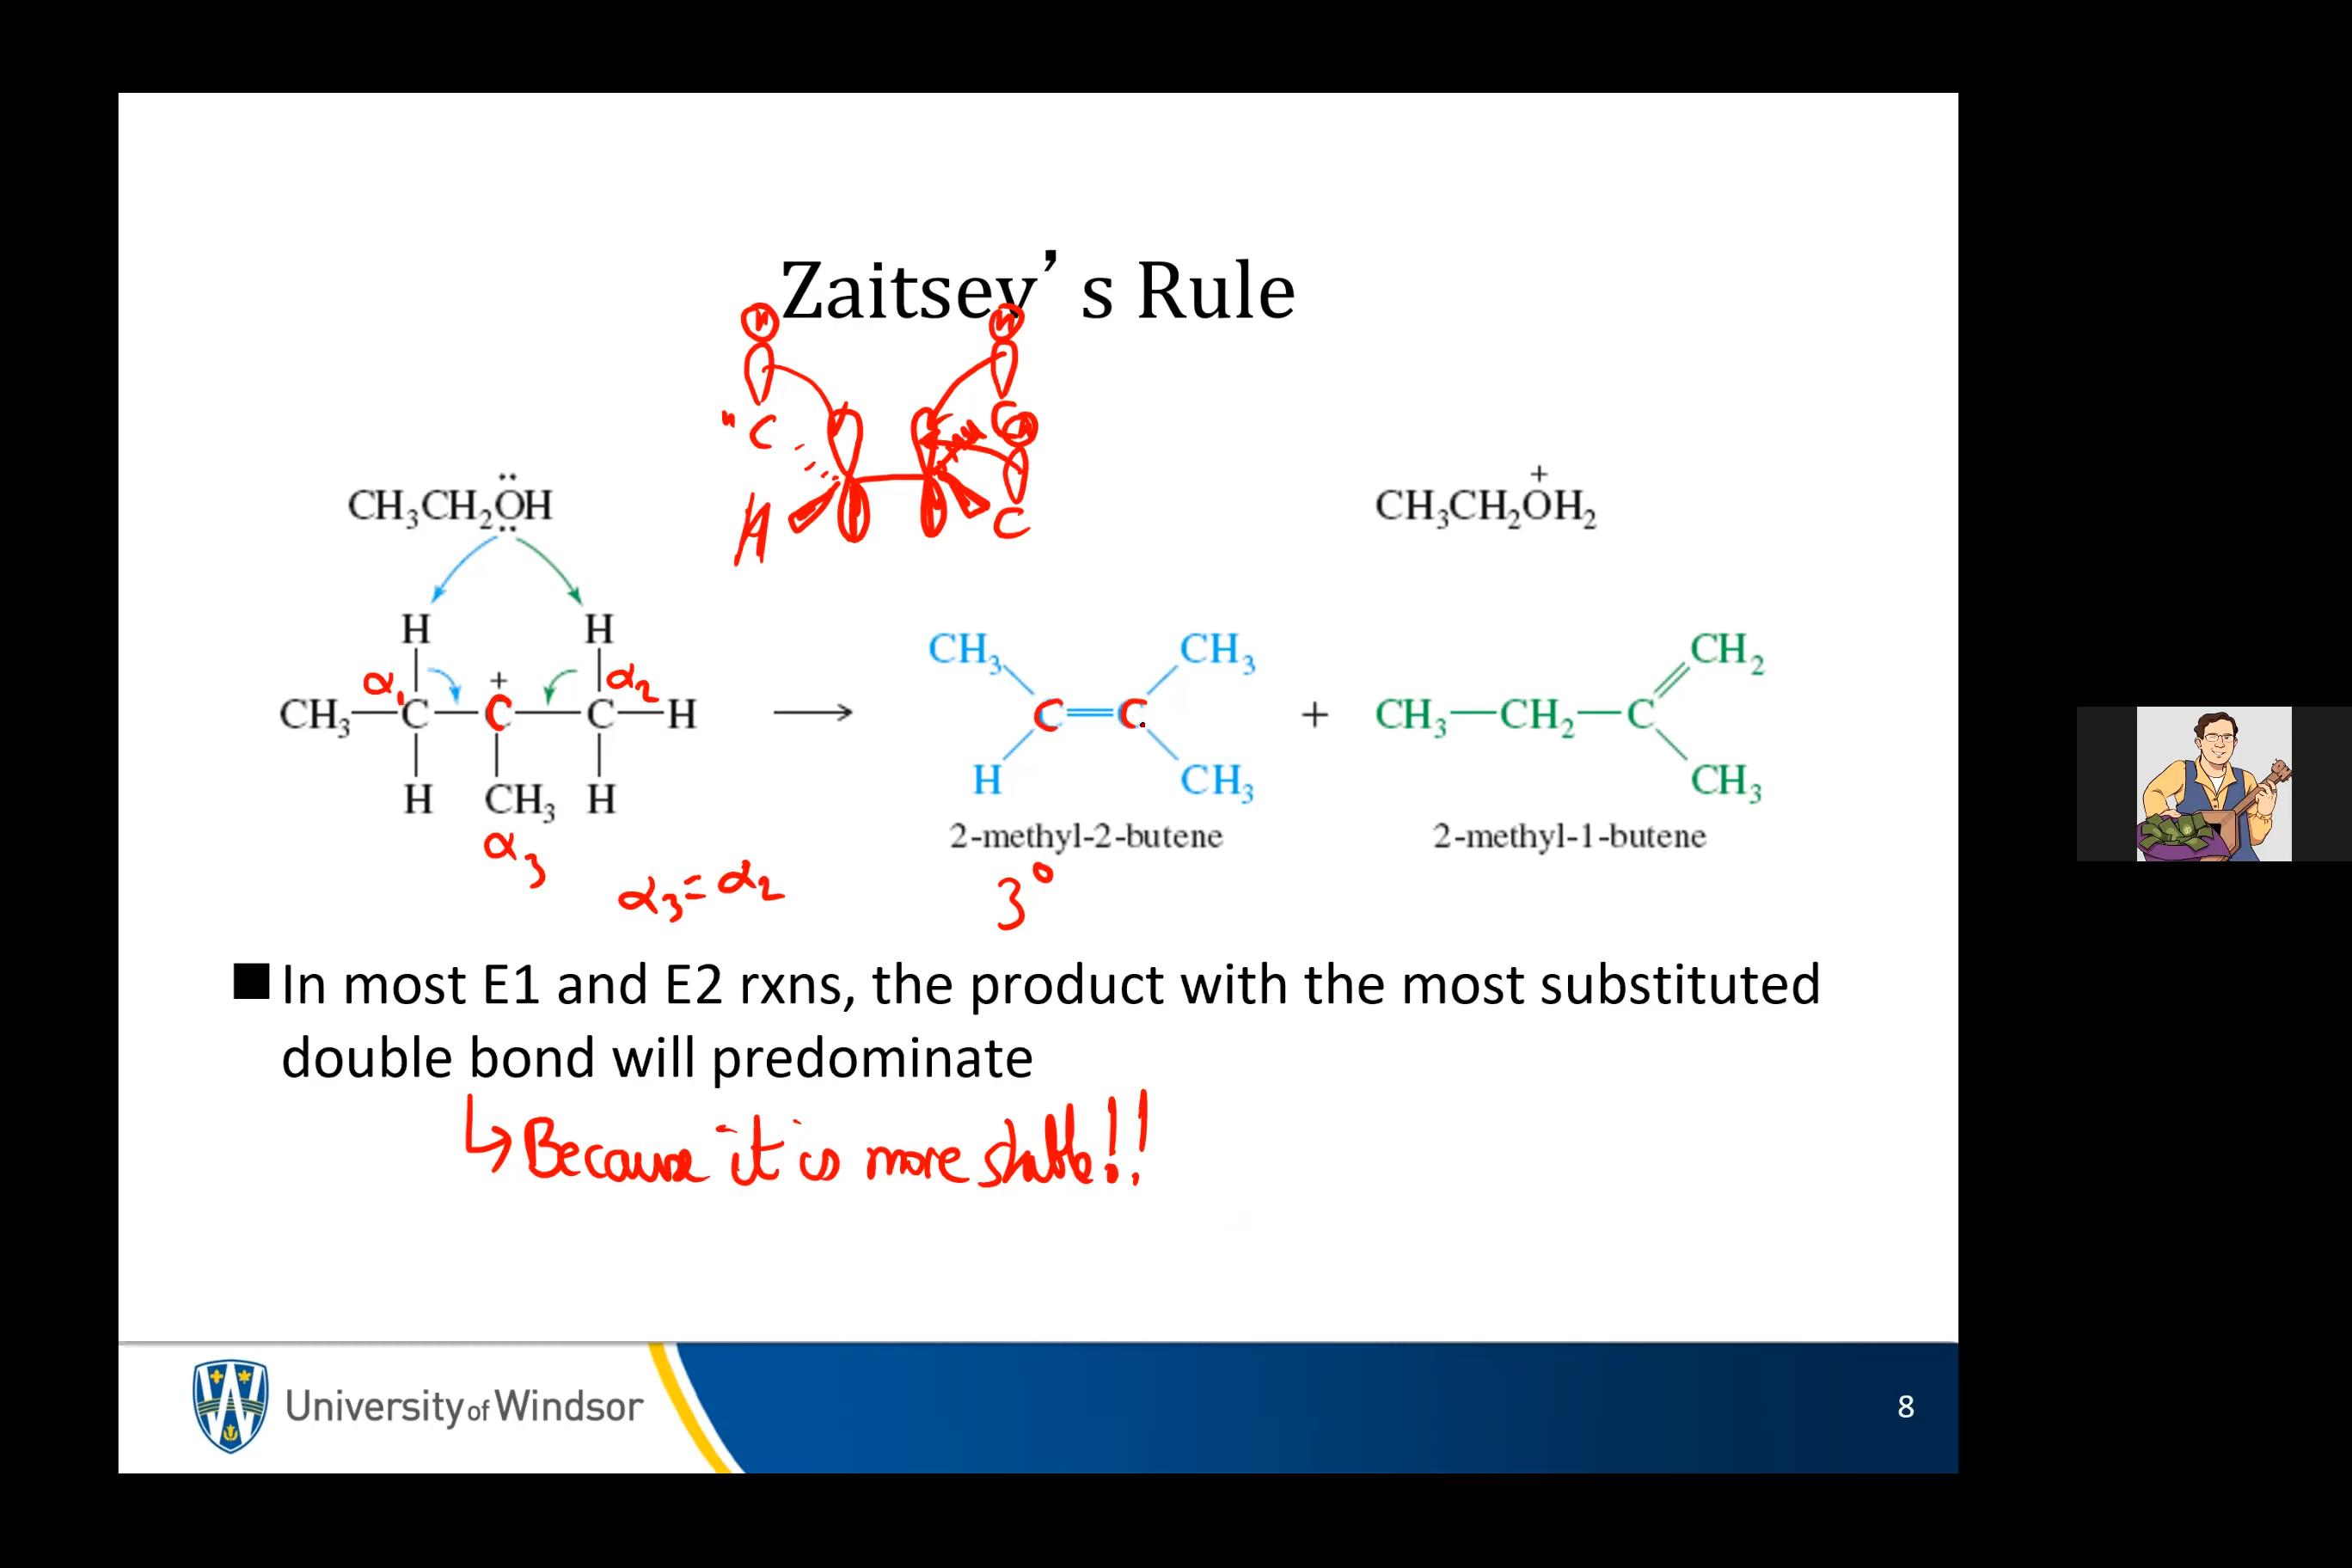 Zaitsev's Rule
H H
C C H
H C
CH₃CH₂ÖH
CH₃CH₂O⁺H₂
H H
α₁ + α₂
CH₃—C—C—C—H
H CH₃ H
α₃
α₃ = α₂
CH₃ CH₃
C=C
H CH₃
2-methyl-2-butene
3°
+
CH₂
CH₃—CH₂—C
CH₃
2-methyl-1-butene
■ In most E1 and E2 rxns, the product with the most substituted
double bond will predominate
↳ Because it is more stable!!
University of Windsor
8